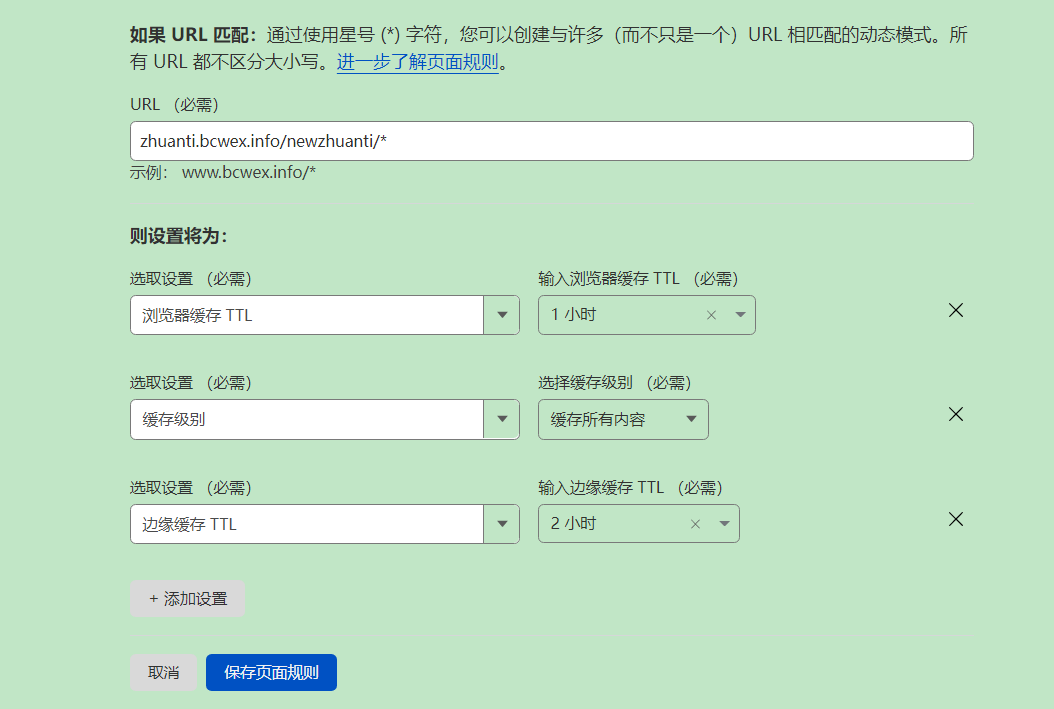 如果 URL 匹配：通过使用星号 (*) 字符，您可以创建与许多（而不只是一个）URL 相匹配的动态模式。所
有 URL 都不区分大小写。进一步了解页面规则。
URL （必需）
zhuanti.bcwex.info/newzhuanti/*
示例： www.bcwex.info/*
则设置将为：
选取设置 （必需） 输入浏览器缓存 TTL （必需）
浏览器缓存 TTL 1 小时
选取设置 （必需） 选择缓存级别 （必需）
缓存级别 缓存所有内容
选取设置 （必需） 输入边缘缓存 TTL （必需）
边缘缓存 TTL 2 小时
+ 添加设置
取消 保存页面规则